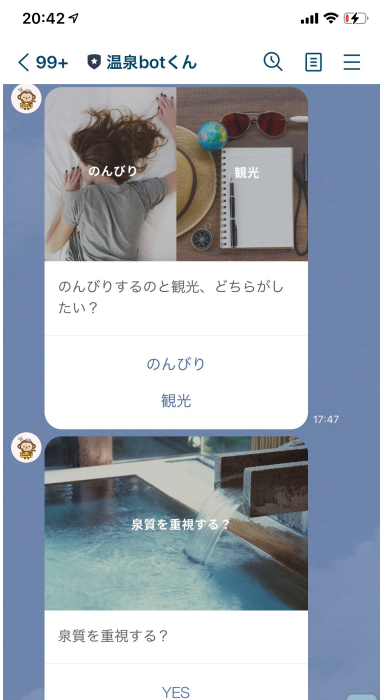 20:42
99+ 温泉botくん
のんびり 観光
のんびりするのと観光、どちらがし
たい？
のんびり
観光
17:47
泉質を重視する？
泉質を重視する？
YES